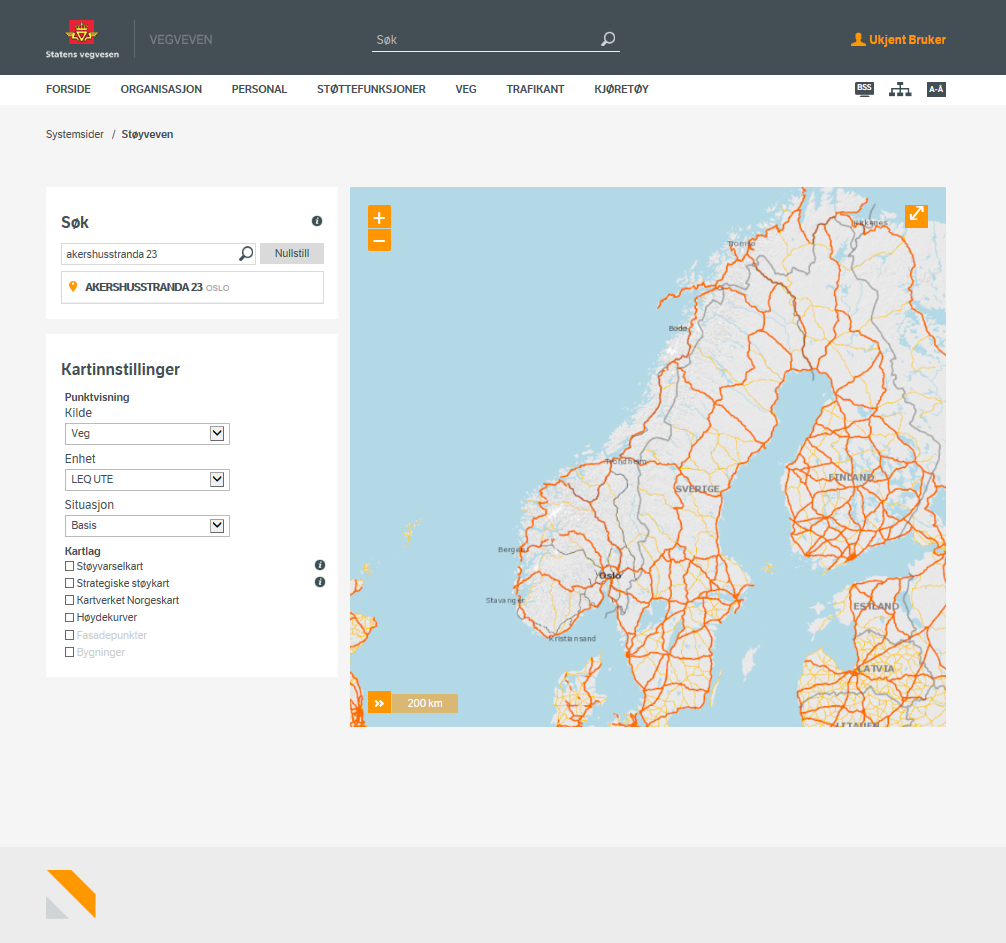 Statens vegvesen
VEGVEVEN
Søk
Ukjent Bruker
FORSIDE ORGANISASJON PERSONAL STØTTEFUNKSJONER VEG TRAFIKANT KJØRETØY BSS A-Å
Systemsider / Støyveven
Søk
akershusstranda 23
Nullstill
AKERSHUSSTRANDA 23 OSLO
Kartinnstillinger
Punktvisning
Kilde
Veg
Enhet
LEQ UTE
Situasjon
Basis
Kartlag
Støyvarselkart
Strategiske støykart
Kartverket Norgeskart
Høydekurver
Fasadepunkter
Bygninger
+
−
Kirkenes
Tromsø
Bodø
Trondheim
FINLAND
SVERIGE
Bergen
Oslo
Stavanger
ESTLAND
Kristiansand
LATVIA
» 200 km
LITAUEN